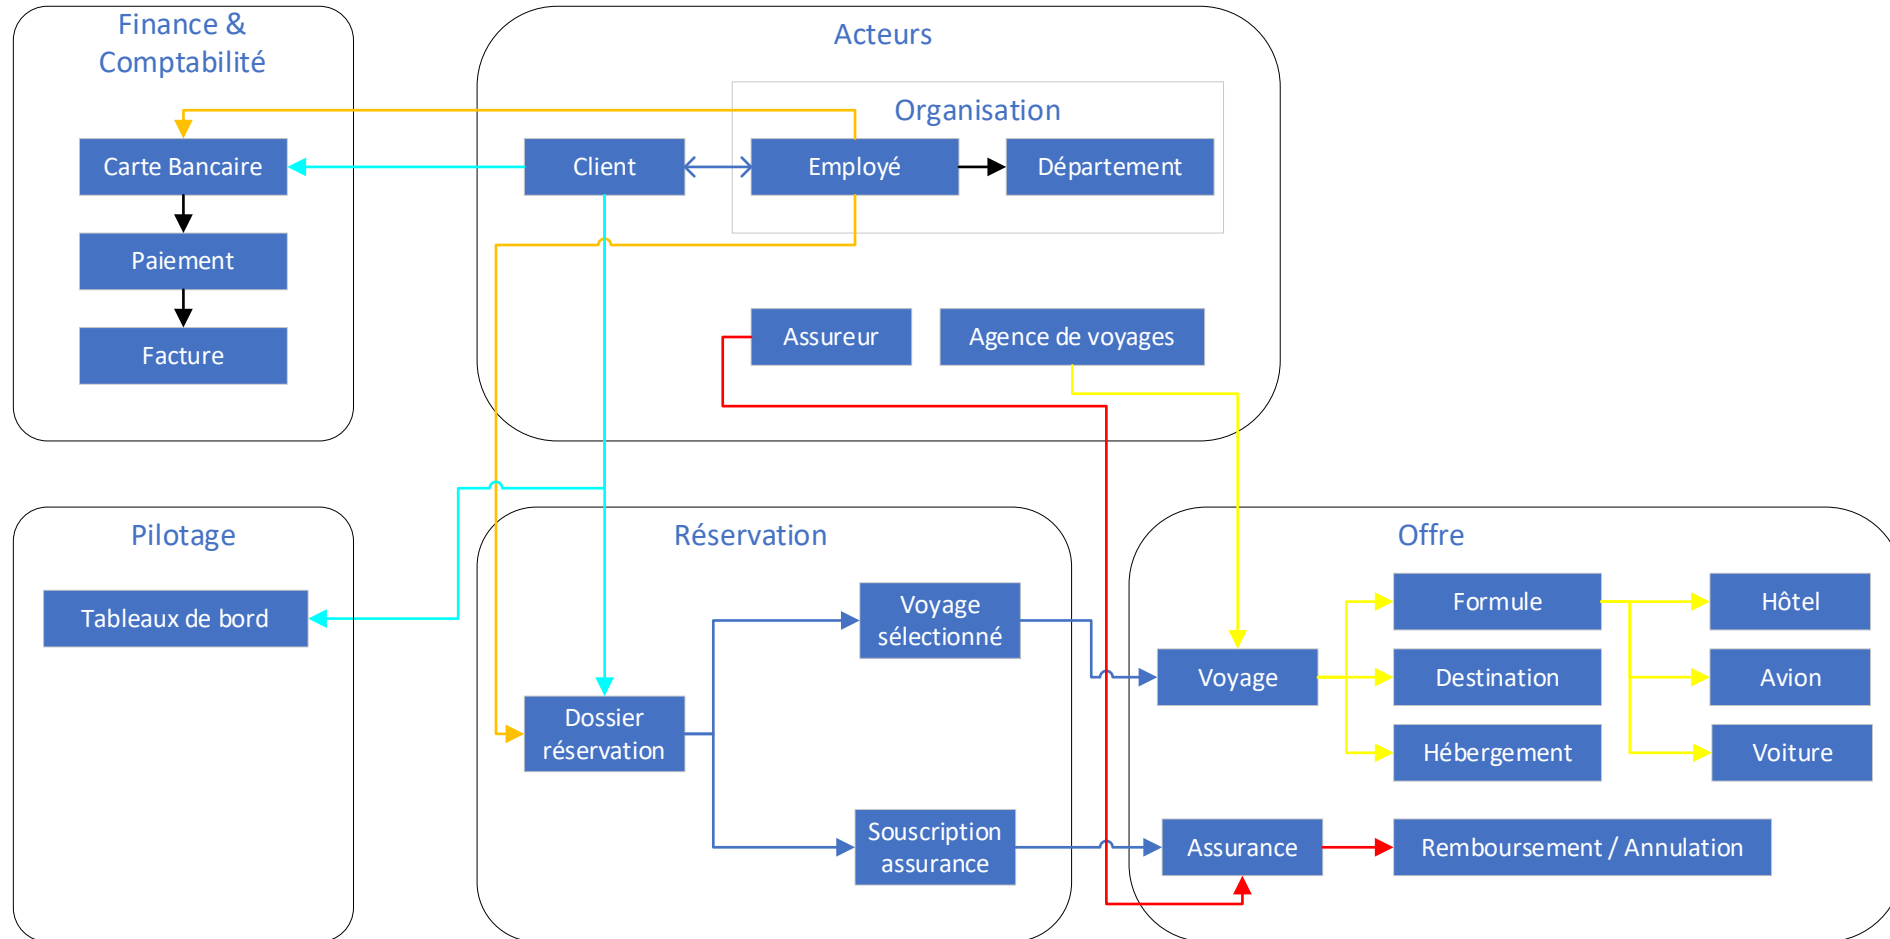 Finance &
Comptabilité
Carte Bancaire
Paiement
Facture
Acteurs
Organisation
Client
Employé
Département
Assureur
Agence de voyages
Pilotage
Tableaux de bord
Réservation
Voyage
sélectionné
Dossier
réservation
Souscription
assurance
Offre
Formule
Hôtel
Voyage
Destination
Avion
Hébergement
Voiture
Assurance
Remboursement / Annulation